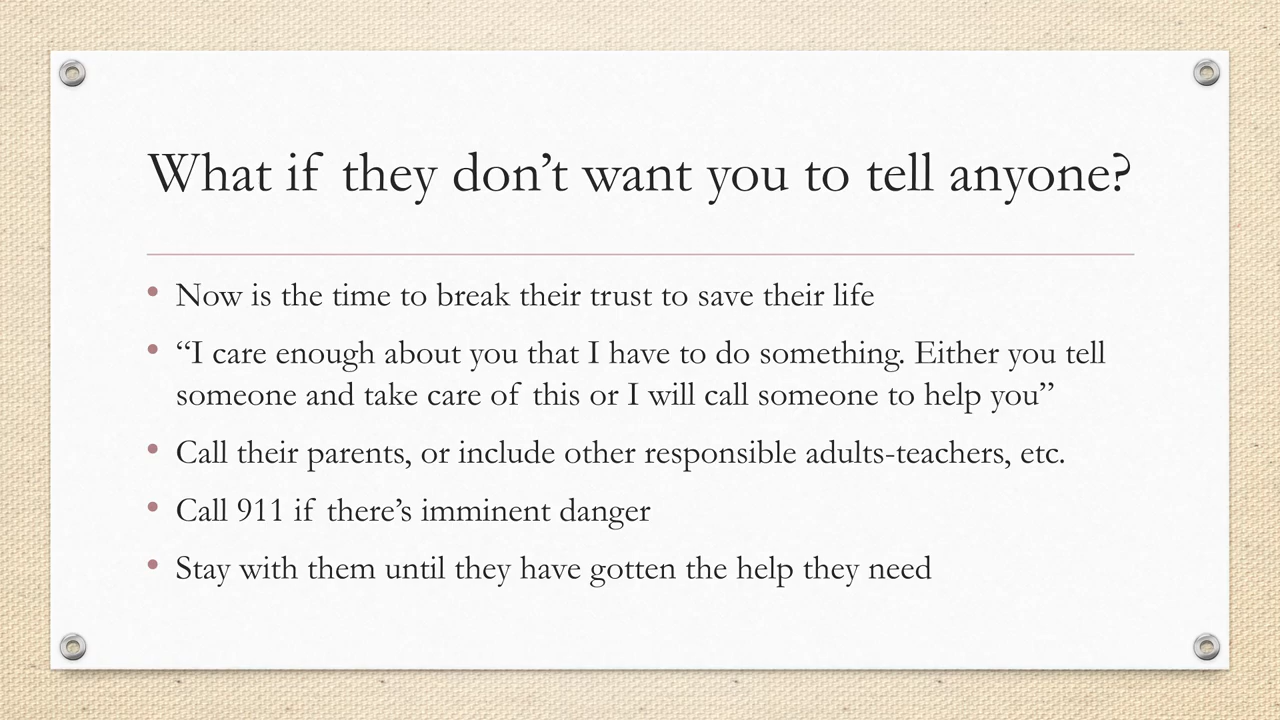 What if they don’t want you to tell anyone?
• Now is the time to break their trust to save their life
• “I care enough about you that I have to do something. Either you tell
someone and take care of this or I will call someone to help you”
• Call their parents, or include other responsible adults-teachers, etc.
• Call 911 if there’s imminent danger
• Stay with them until they have gotten the help they need